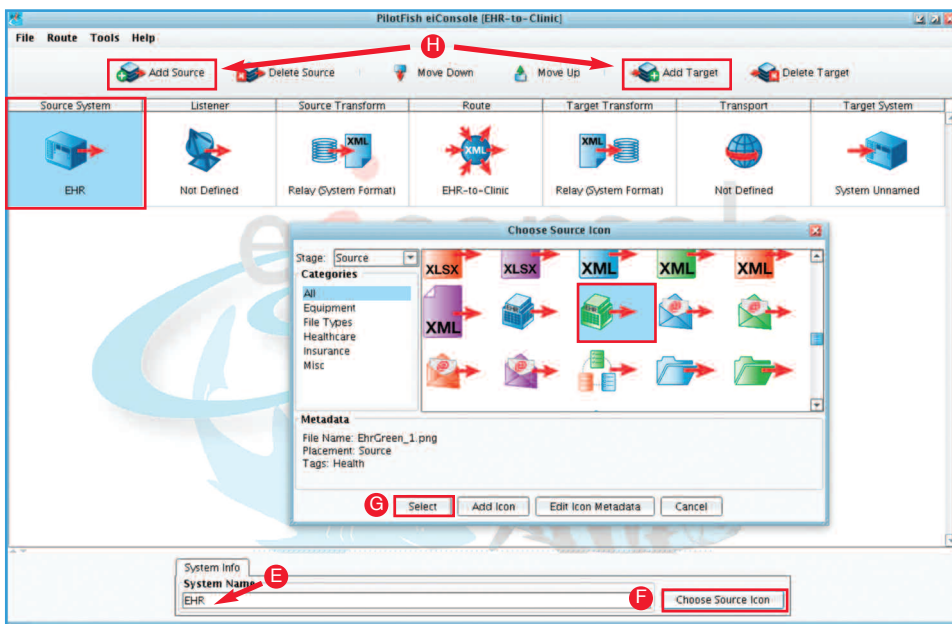 PilotFish eiConsole [EHR-to-Clinic]
File Route Tools Help
H
Add Source Delete Source Move Down Move Up Add Target Delete Target
Source System Listener Source Transform Route Target Transform Transport Target System
XML XML XML
EHR Not Defined Relay (System Format) EHR-to-Clinic Relay (System Format) Not Defined System Unnamed
eiconsole
Choose Source Icon
Stage: Source
Categories
All
Equipment
File Types
Healthcare
Insurance
Misc
XLSX XLSX XML XML XML
XML @ @
@ @
Metadata
File Name: EhrGreen_1.png
Placement: Source
Tags: Health
G Select Add Icon Edit Icon Metadata Cancel
System Info
System Name
E
EHR
F Choose Source Icon